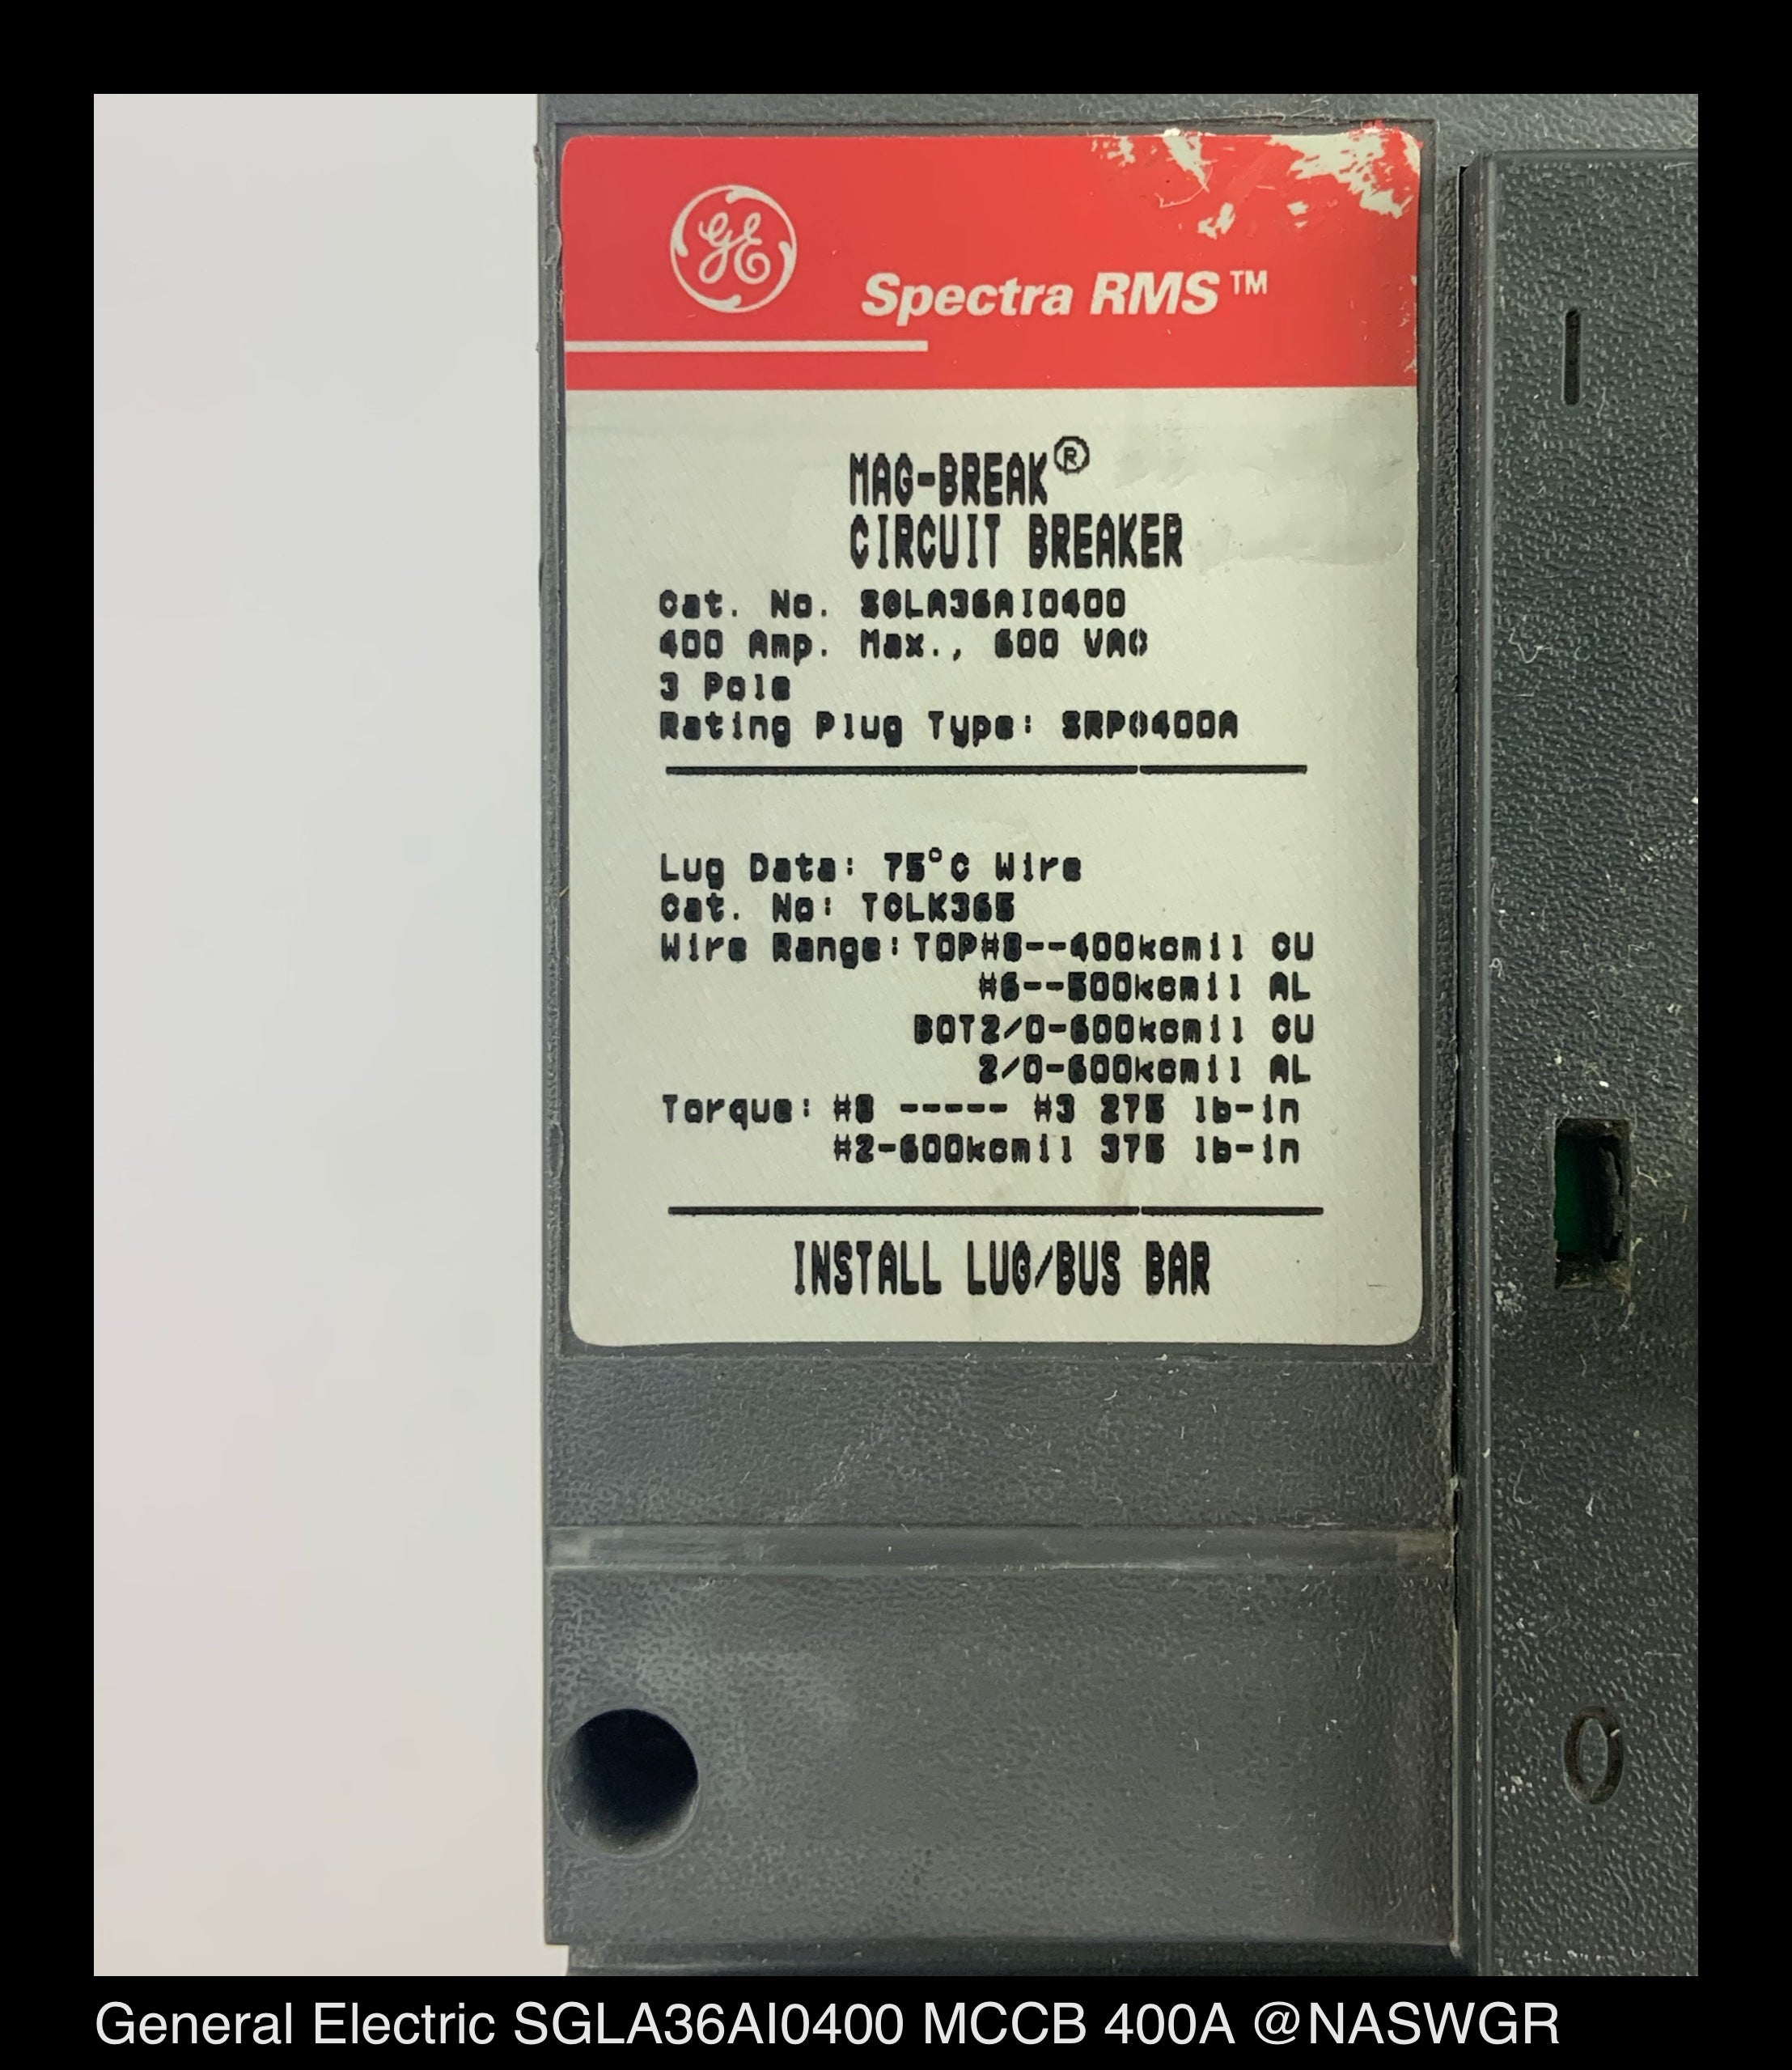 GE
Spectra RMS™
MAG-BREAK®
CIRCUIT BREAKER
Cat. No. SGLA36AI0400
400 Amp. Max., 600 VAC
3 Pole
Rating Plug Type: SRP0400A
Lug Data: 75°C Wire
Cat. No: TCLK365
Wire Range: TOP#8--400kcmil CU
#6--500kcmil AL
BOT2/0-600kcmil CU
2/0-600kcmil AL
Torque: #8 ----- #3 275 lb-in
#2-600kcmil 375 lb-in
INSTALL LUG/BUS BAR
I
O
General Electric SGLA36AI0400 MCCB 400A @NASWGR